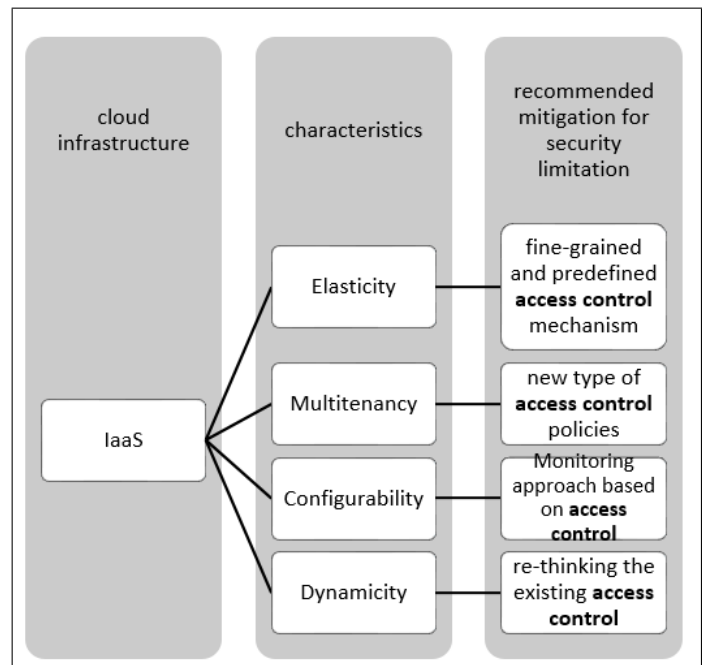 cloud
infrastructure
characteristics
recommended
mitigation for
security
limitation
IaaS
Elasticity
fine-grained
and predefined
access control
mechanism
Multitenancy
new type of
access control
policies
Configurability
Monitoring
approach based
on access
control
Dynamicity
re-thinking the
existing access
control